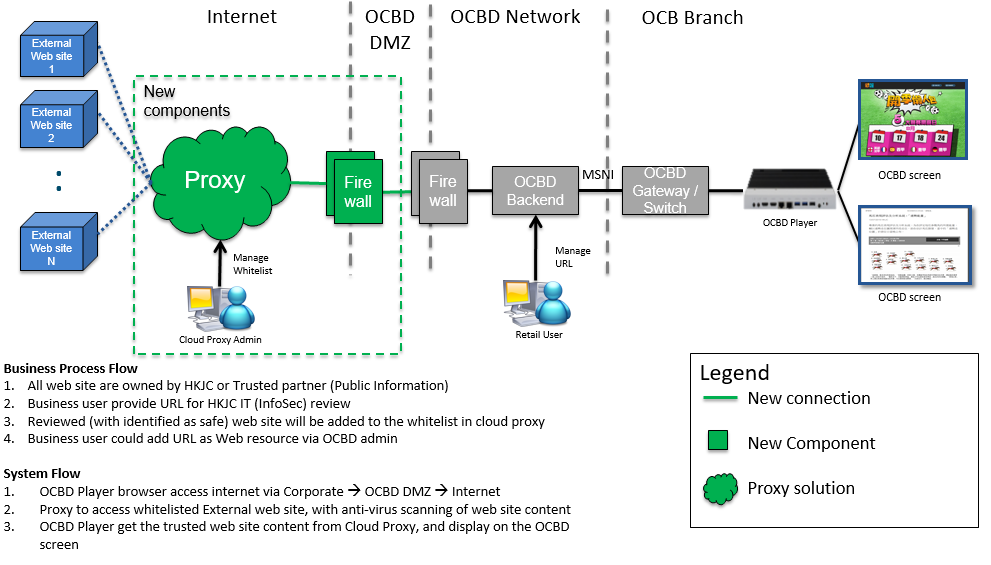 Internet
OCBD
DMZ
OCBD Network
OCB Branch
External
Web site
1
External
Web site
2
:
External
Web site
N
New
components
Proxy
Fire
wall
Fire
wall
OCBD
Backend
MSNI
OCBD
Gateway /
Switch
OCBD Player
10
17
18
24
OCBD screen
OCBD screen
Manage
Whitelist
Cloud Proxy Admin
Manage
URL
Retail User
Business Process Flow
1. All web site are owned by HKJC or Trusted partner (Public Information)
2. Business user provide URL for HKJC IT (InfoSec) review
3. Reviewed (with identified as safe) web site will be added to the whitelist in cloud proxy
4. Business user could add URL as Web resource via OCBD admin
System Flow
1. OCBD Player browser access internet via Corporate → OCBD DMZ → Internet
2. Proxy to access whitelisted External web site, with anti-virus scanning of web site content
3. OCBD Player get the trusted web site content from Cloud Proxy, and display on the OCBD
screen
Legend
New connection
New Component
Proxy solution